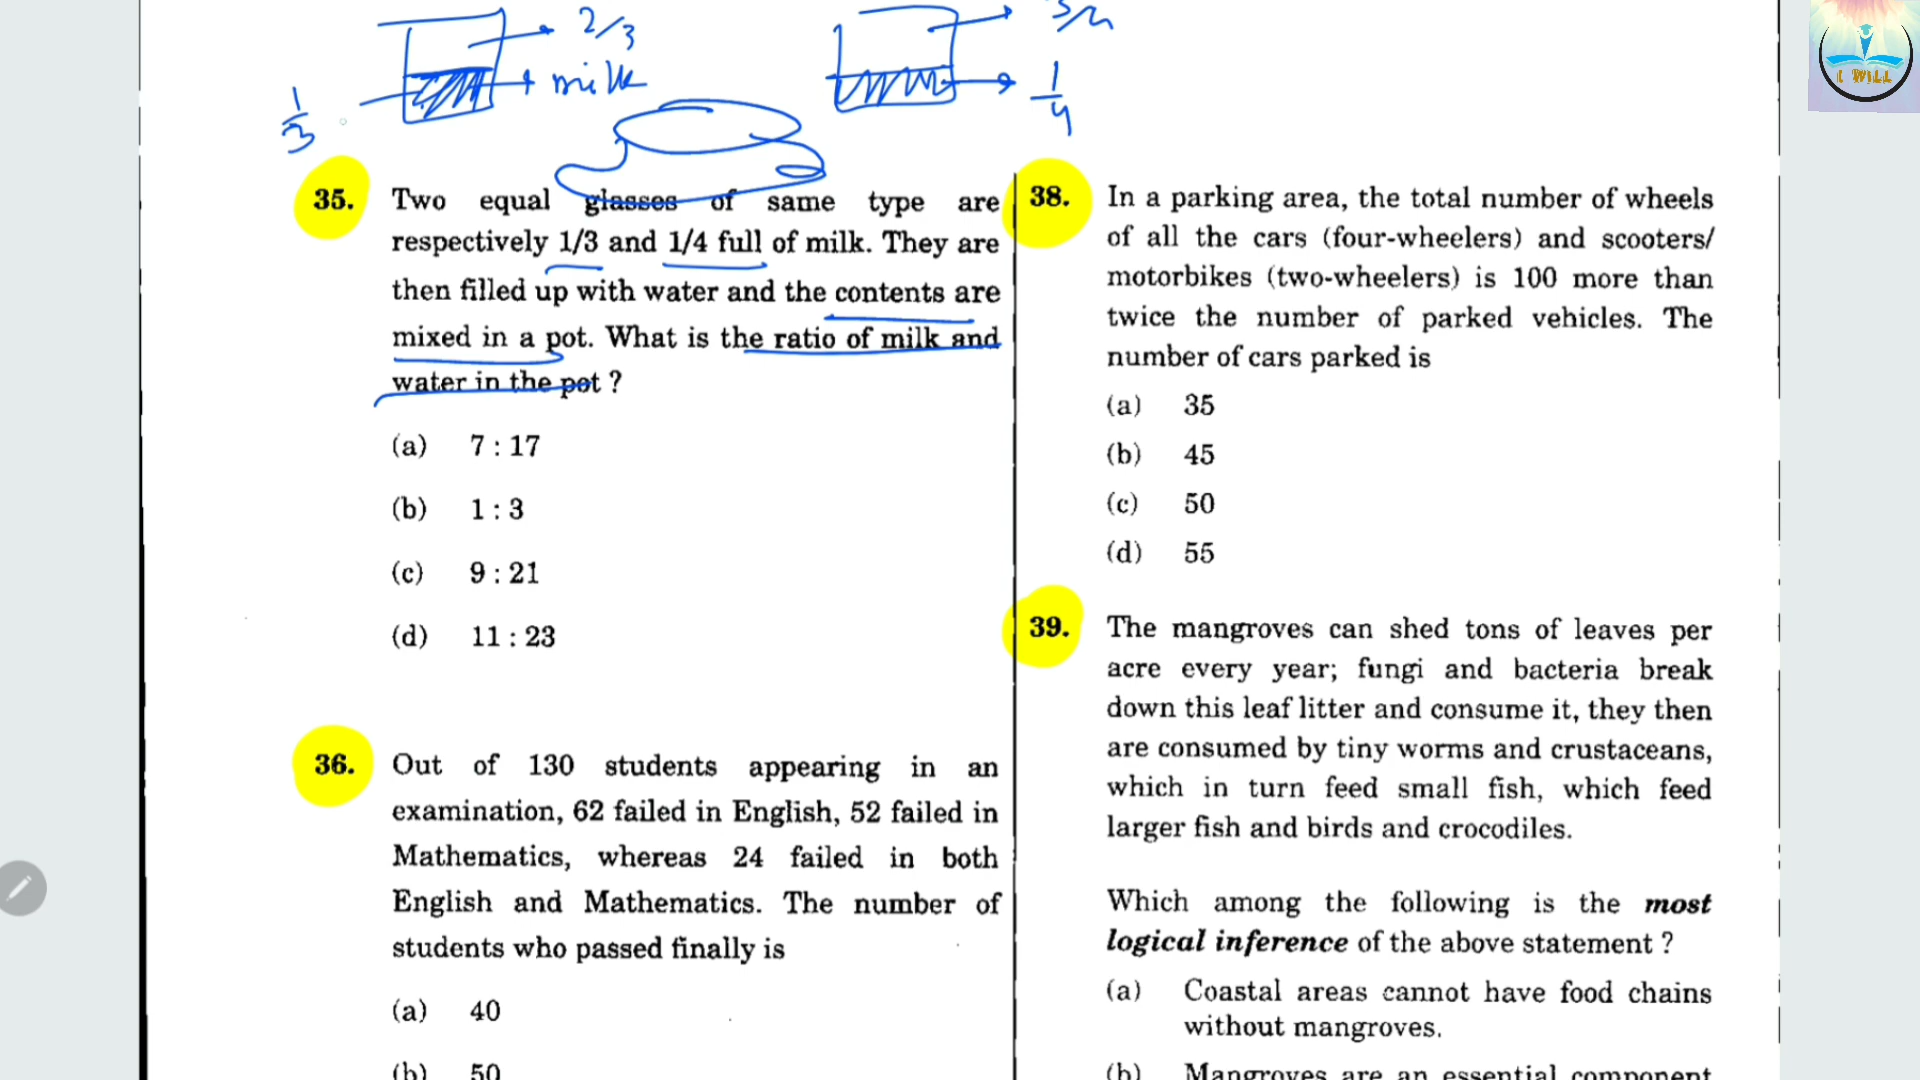 2/3
milk
1/3
1/4
I WILL
35. Two equal glasses of same type are
respectively 1/3 and 1/4 full of milk. They are
then filled up with water and the contents are
mixed in a pot. What is the ratio of milk and
water in the pot ?
(a) 7 : 17
(b) 1 : 3
(c) 9 : 21
(d) 11 : 23
36. Out of 130 students appearing in an
examination, 62 failed in English, 52 failed in
Mathematics, whereas 24 failed in both
English and Mathematics. The number of
students who passed finally is
(a) 40
(b) 50
38. In a parking area, the total number of wheels
of all the cars (four-wheelers) and scooters/
motorbikes (two-wheelers) is 100 more than
twice the number of parked vehicles. The
number of cars parked is
(a) 35
(b) 45
(c) 50
(d) 55
39. The mangroves can shed tons of leaves per
acre every year; fungi and bacteria break
down this leaf litter and consume it, they then
are consumed by tiny worms and crustaceans,
which in turn feed small fish, which feed
larger fish and birds and crocodiles.
Which among the following is the most
logical inference of the above statement ?
(a) Coastal areas cannot have food chains
without mangroves.
(b) Mangroves are an essential component